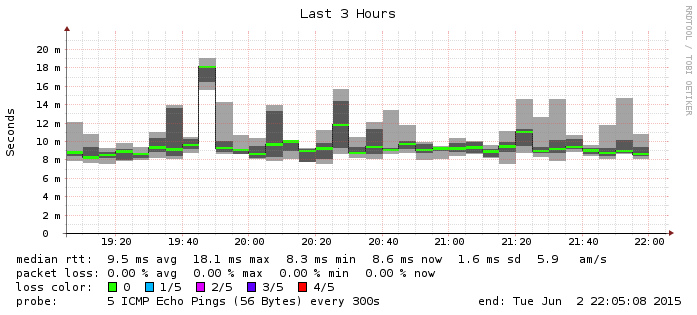 Last 3 Hours
RRDTOOL / TOBI OETIKER
Seconds
20 m
18 m
16 m
14 m
12 m
10 m
8 m
6 m
4 m
2 m
0
19:20 19:40 20:00 20:20 20:40 21:00 21:20 21:40 22:00
median rtt: 9.5 ms avg 18.1 ms max 8.3 ms min 8.6 ms now 1.6 ms sd 5.9 am/s
packet loss: 0.00 % avg 0.00 % max 0.00 % min 0.00 % now
loss color: 0 1/5 2/5 3/5 4/5
probe: 5 ICMP Echo Pings (56 Bytes) every 300s end: Tue Jun 2 22:05:08 2015